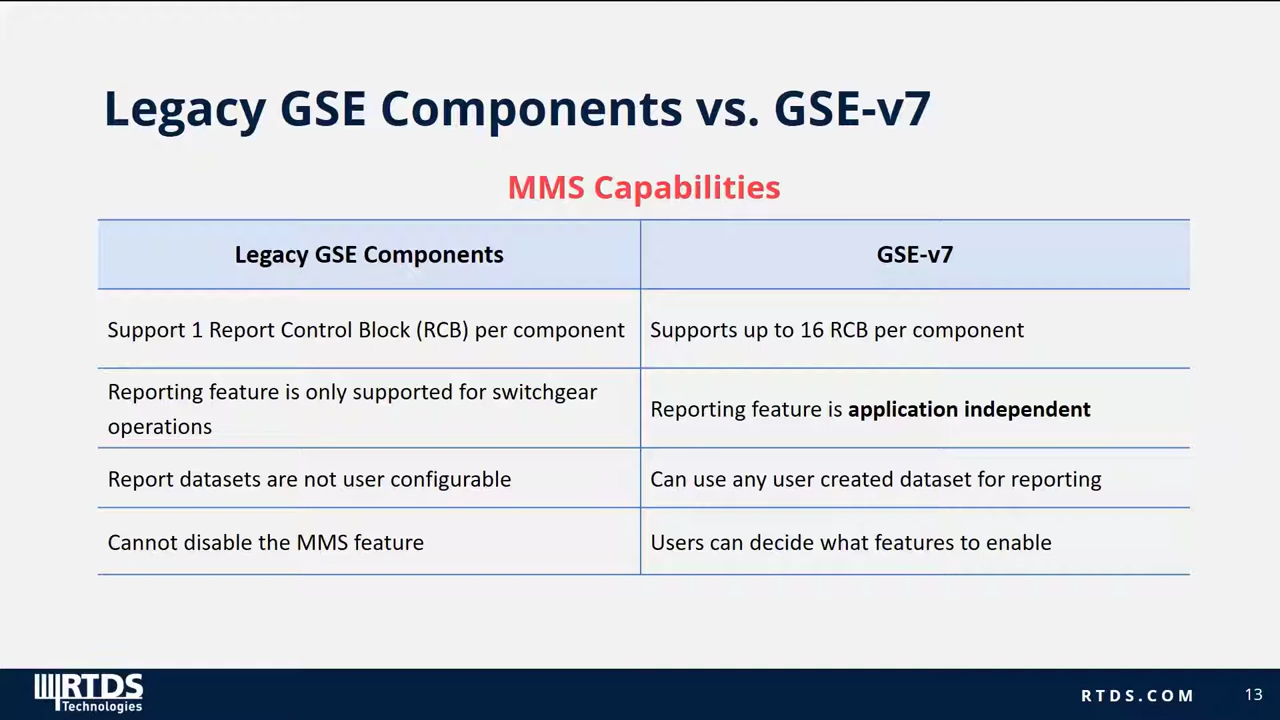 Legacy GSE Components vs. GSE-v7
MMS Capabilities
Legacy GSE Components
GSE-v7
Support 1 Report Control Block (RCB) per component
Supports up to 16 RCB per component
Reporting feature is only supported for switchgear
operations
Reporting feature is application independent
Report datasets are not user configurable
Can use any user created dataset for reporting
Cannot disable the MMS feature
Users can decide what features to enable
RTDS
Technologies
RTDS.COM
13